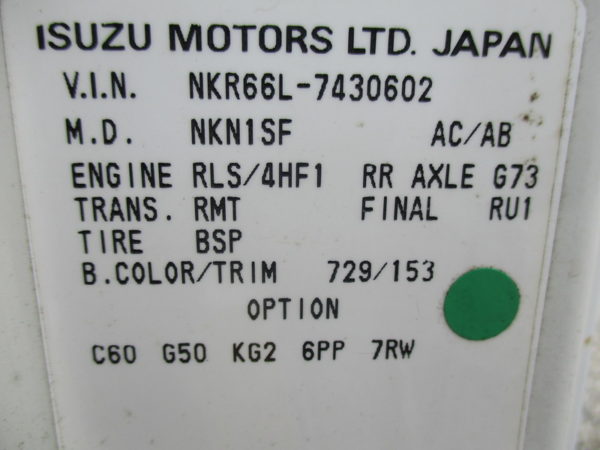 ISUZU MOTORS LTD. JAPAN
V.I.N. NKR66L-7430602
M.D. NKN1SF AC/AB
ENGINE RLS/4HF1 RR AXLE G73
TRANS. RMT FINAL RU1
TIRE BSP
B.COLOR/TRIM 729/153
OPTION
C60 G50 KG2 6PP 7RW